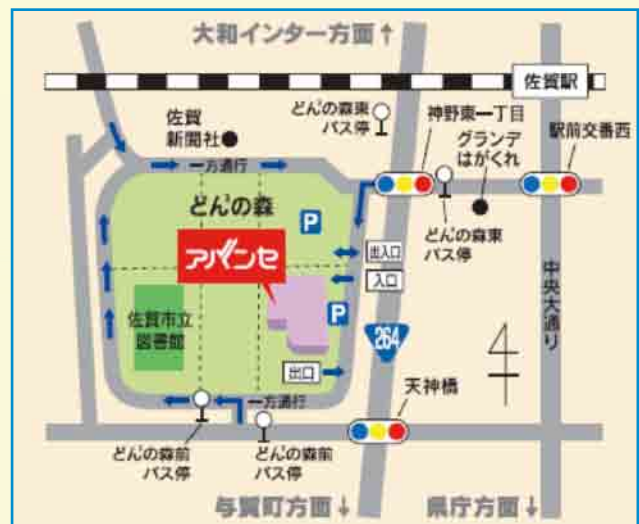 大和インター方面↑
佐賀駅
佐賀
新聞社
どん3の森東
バス停
神野東一丁目
グランデ
はがくれ
駅前交番西
一方通行
どん3の森
P
どん3の森東
バス停
アバンセ
出入口
入口
佐賀市立
図書館
P
264
中央大通り
出口
天神橋
一方通行
どん3の森前
バス停
どん3の森前
バス停
与賀町方面↓
県庁方面↓